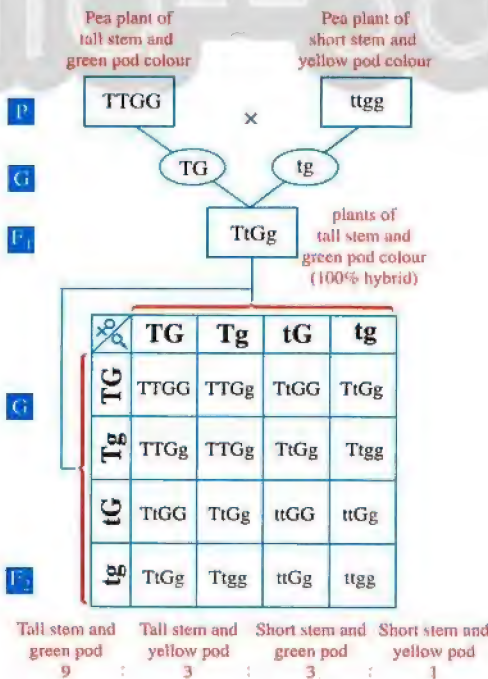 Pea plant of
tall stem and
green pod colour
Pea plant of
short stem and
yellow pod colour
P
TTGG
×
ttgg
G
TG
tg
F₁
TtGg
plants of
tall stem and
green pod colour
(100% hybrid)
TG Tg tG tg
G
TG TTGG TTGg TtGG TtGg
Tg TTGg TTGg TtGg Ttgg
tG TtGG TtGg ttGG ttGg
F₂
tg TtGg Ttgg ttGg ttgg
Tall stem and
green pod
9
:
Tall stem and
yellow pod
3
:
Short stem and
green pod
3
:
Short stem and
yellow pod
1